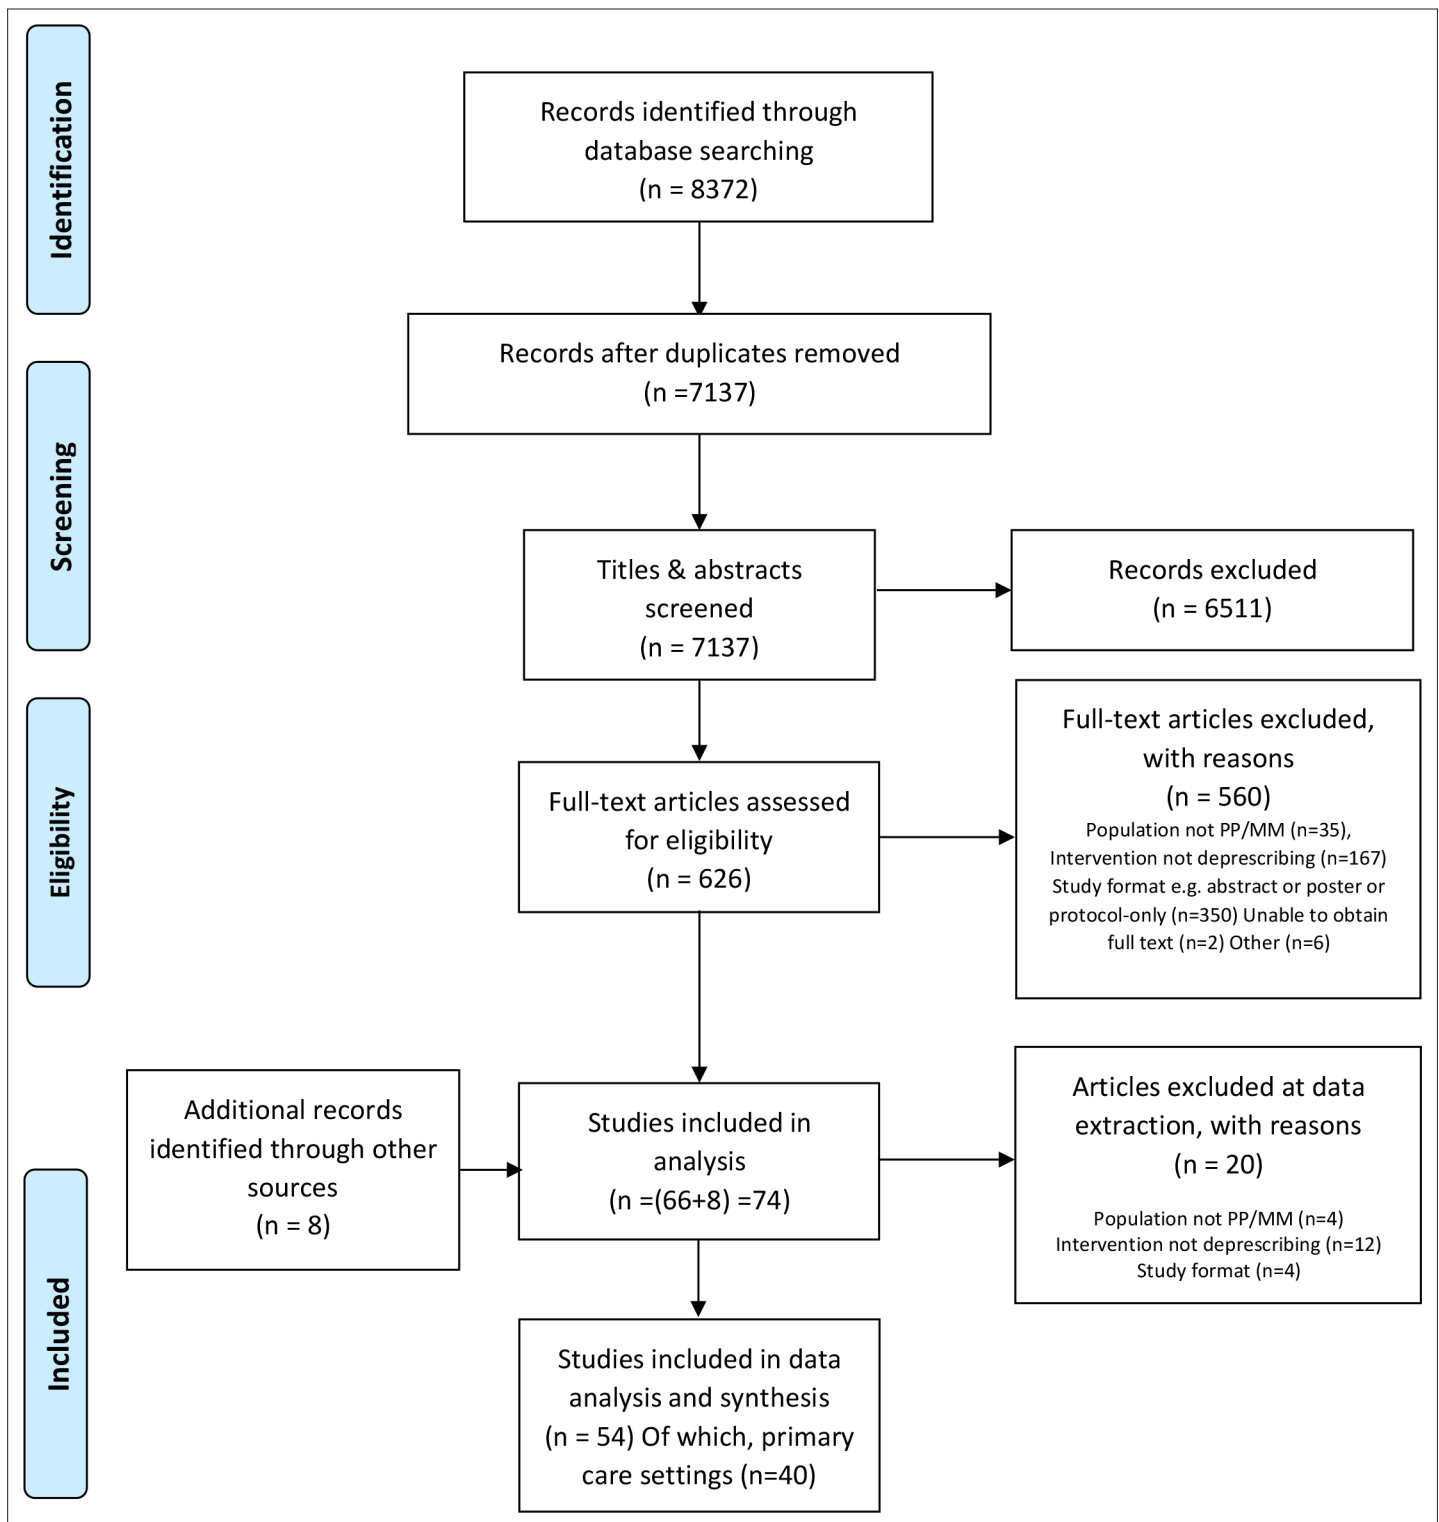 Identification
Records identified through
database searching
(n = 8372)
Records after duplicates removed
(n =7137)
Screening
Titles & abstracts
screened
(n = 7137)
Records excluded
(n = 6511)
Eligibility
Full-text articles assessed
for eligibility
(n = 626)
Full-text articles excluded,
with reasons
(n = 560)
Population not PP/MM (n=35),
Intervention not deprescribing (n=167)
Study format e.g. abstract or poster or
protocol-only (n=350) Unable to obtain
full text (n=2) Other (n=6)
Additional records
identified through other
sources
(n = 8)
Studies included in
analysis
(n =(66+8) =74)
Articles excluded at data
extraction, with reasons
(n = 20)
Population not PP/MM (n=4)
Intervention not deprescribing (n=12)
Study format (n=4)
Included
Studies included in data
analysis and synthesis
(n = 54) Of which, primary
care settings (n=40)